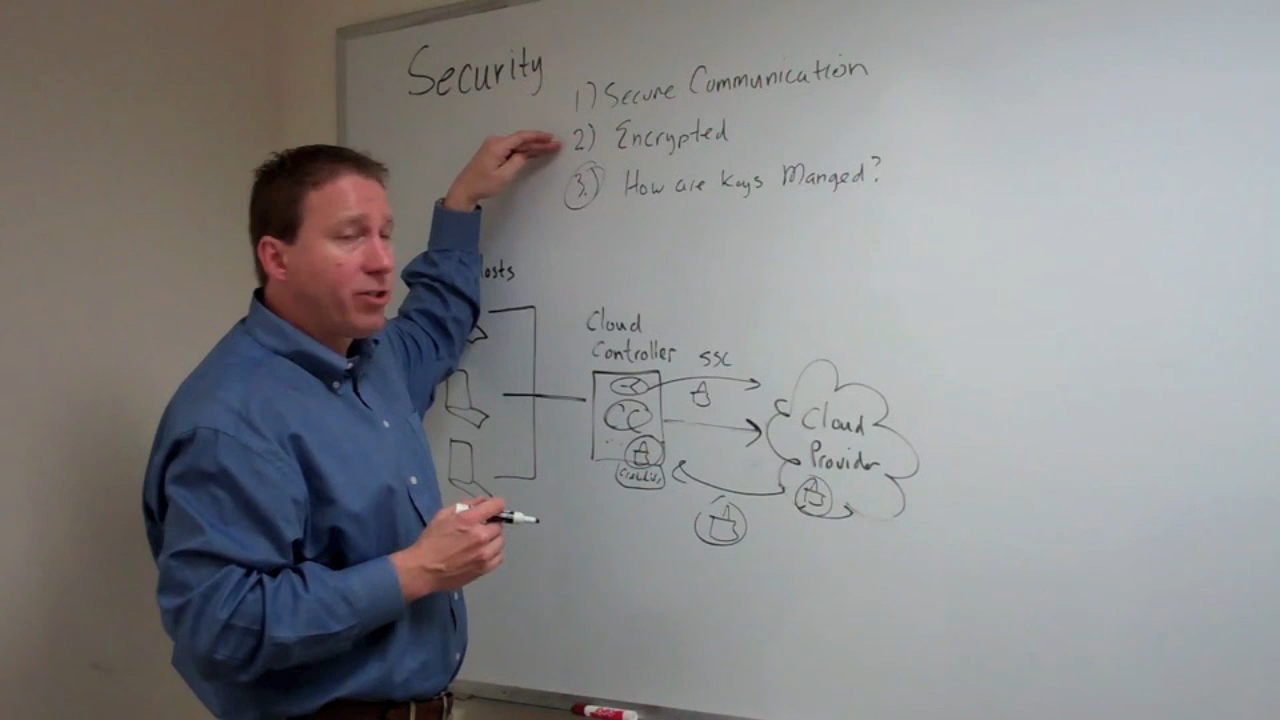 Security
1) Secure Communication
2) Encrypted
3.) How are Keys Manged?
osts
Cloud
Controller
SSC
CC
Cloud
Provider